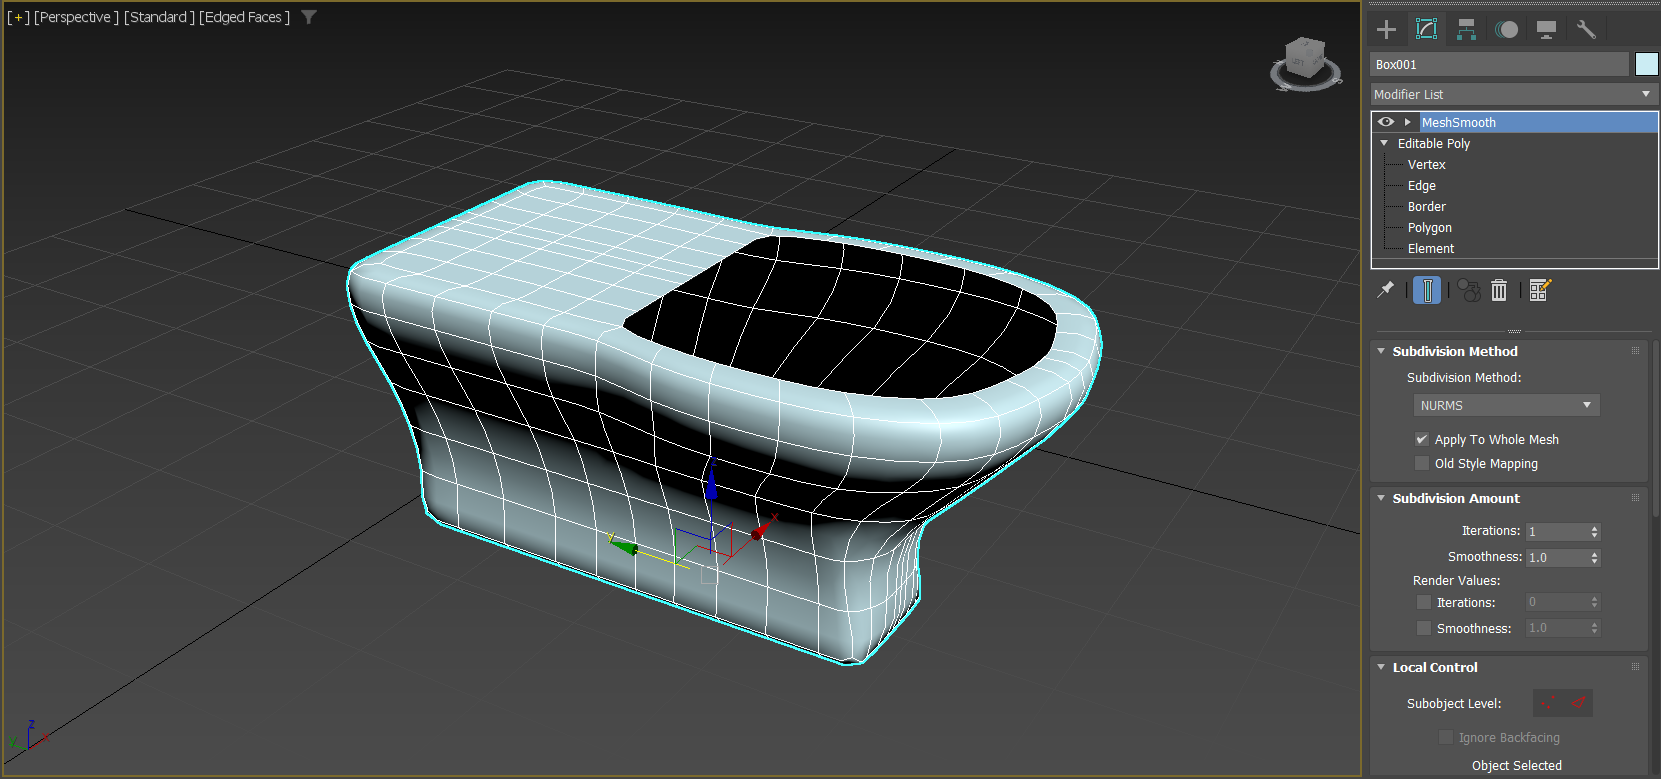 [+] [Perspective ] [Standard ] [Edged Faces ]
Box001
Modifier List
MeshSmooth
Editable Poly
Vertex
Edge
Border
Polygon
Element
Subdivision Method
Subdivision Method:
NURMS
Apply To Whole Mesh
Old Style Mapping
Subdivision Amount
Iterations: 1
Smoothness: 1.0
Render Values:
Iterations: 0
Smoothness: 1.0
Local Control
Subobject Level:
Ignore Backfacing
Object Selected
z
x
y
z
y
x